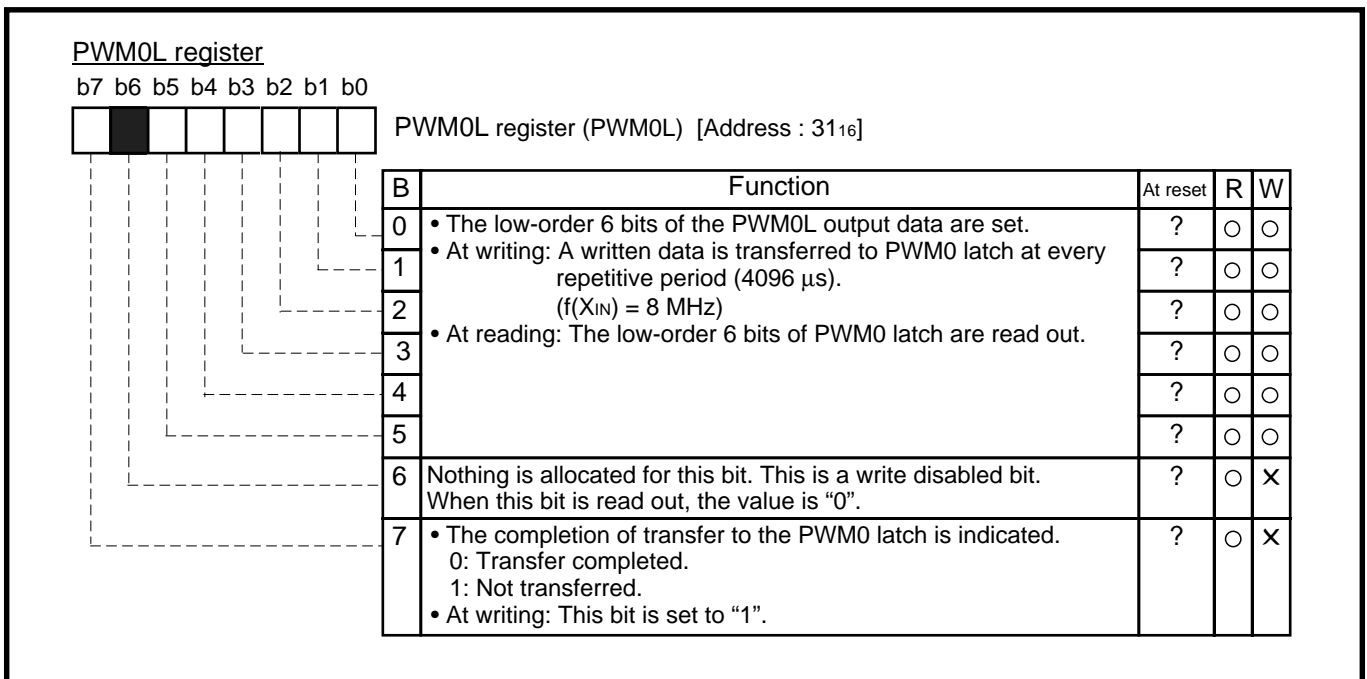 PWM0L register
b7 b6 b5 b4 b3 b2 b1 b0
PWM0L register (PWM0L) [Address : 31₁₆]
B Function At reset R W
0 • The low-order 6 bits of the PWM0L output data are set. ? ○ ○
• At writing: A written data is transferred to PWM0 latch at every
1 repetitive period (4096 μs). ? ○ ○
2 (f(XIN) = 8 MHz) ? ○ ○
• At reading: The low-order 6 bits of PWM0 latch are read out.
3 ? ○ ○
4 ? ○ ○
5 ? ○ ○
6 Nothing is allocated for this bit. This is a write disabled bit. ? ○ ×
When this bit is read out, the value is “0”.
7 • The completion of transfer to the PWM0 latch is indicated. ? ○ ×
0: Transfer completed.
1: Not transferred.
• At writing: This bit is set to “1”.